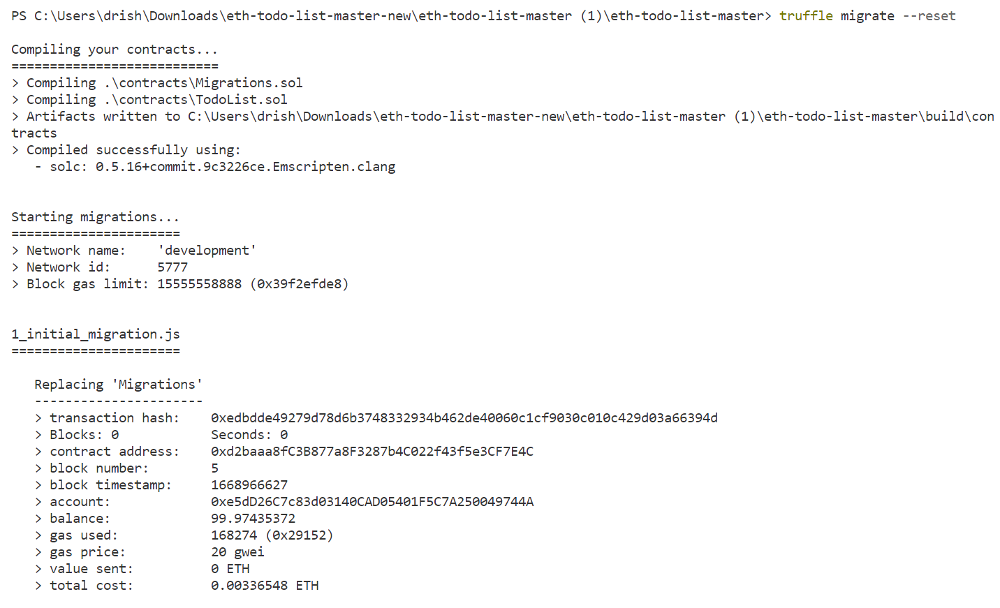 PS C:\Users\drish\Downloads\eth-todo-list-master-new\eth-todo-list-master (1)\eth-todo-list-master> truffle migrate --reset
Compiling your contracts...
===========================
> Compiling .\contracts\Migrations.sol
> Compiling .\contracts\TodoList.sol
> Artifacts written to C:\Users\drish\Downloads\eth-todo-list-master-new\eth-todo-list-master (1)\eth-todo-list-master\build\con
tracts
> Compiled successfully using:
   - solc: 0.5.16+commit.9c3226ce.Emscripten.clang
Starting migrations...
======================
> Network name:    'development'
> Network id:      5777
> Block gas limit: 15555558888 (0x39f2efde8)
1_initial_migration.js
======================
   Replacing 'Migrations'
   ----------------------
   > transaction hash:    0xedbdde49279d78d6b3748332934b462de40060c1cf9030c010c429d03a66394d
   > Blocks: 0            Seconds: 0
   > contract address:    0xd2baaa8fC3B877a8F3287b4C022f43f5e3CF7E4C
   > block number:        5
   > block timestamp:     1668966627
   > account:             0xe5dD26C7c83d03140CAD05401F5C7A250049744A
   > balance:             99.97435372
   > gas used:            168274 (0x29152)
   > gas price:           20 gwei
   > value sent:          0 ETH
   > total cost:          0.00336548 ETH